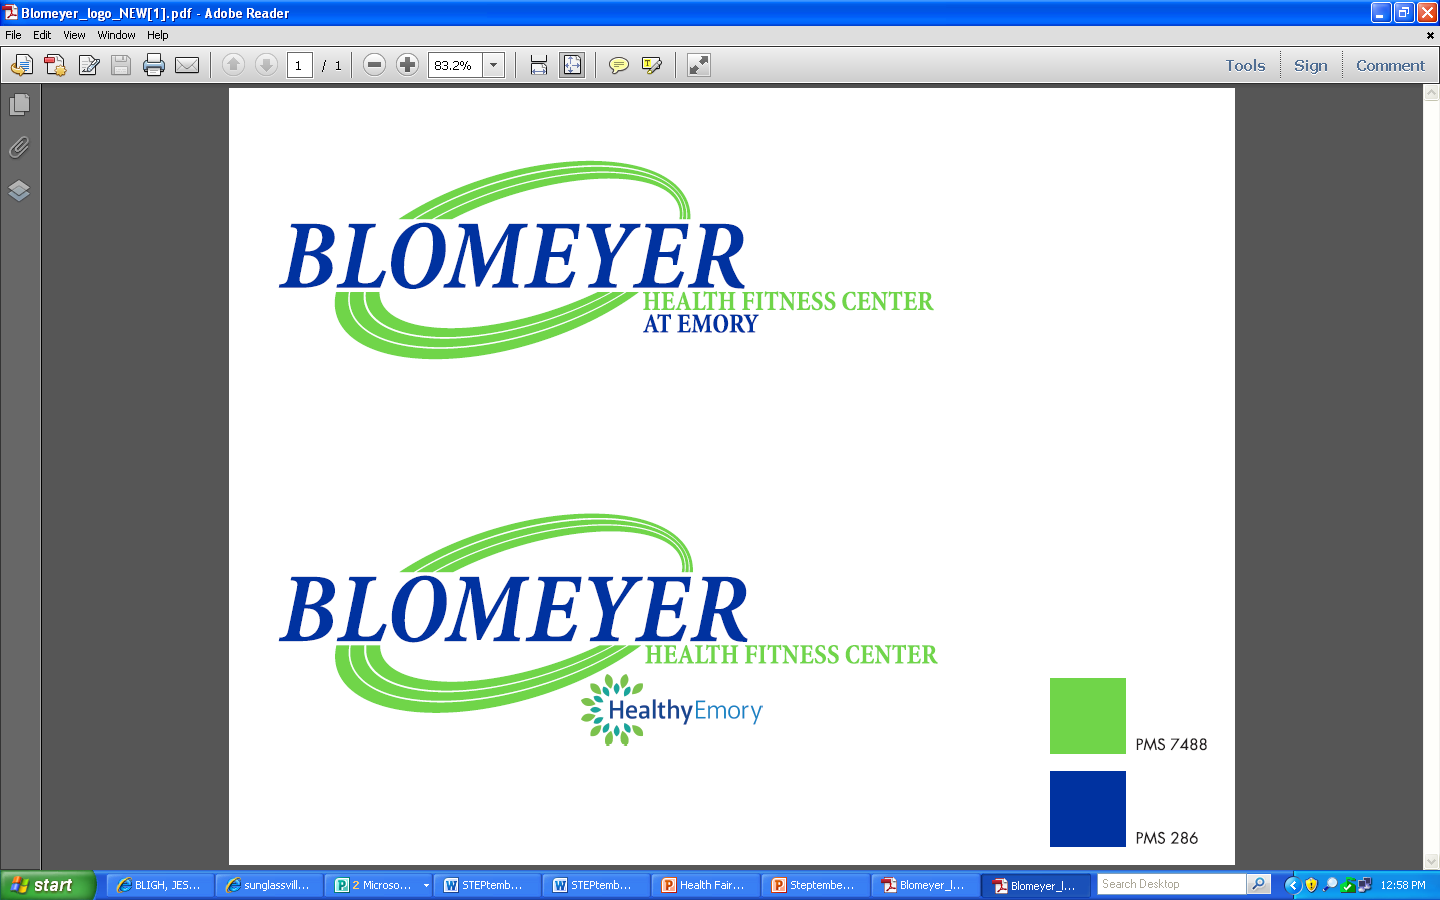 Blomeyer_logo_NEW[1].pdf - Adobe Reader
File Edit View Window Help
1 / 1 83.2% Tools Sign Comment
BLOMEYER
HEALTH FITNESS CENTER
AT EMORY
BLOMEYER
HEALTH FITNESS CENTER
HealthyEmory
PMS 7488
PMS 286
start BLIGH, JES... sunglassvill... 2 Microso... STEPtemb... STEPtemb... Health Fair... Steptembe... Blomeyer_l... Blomeyer_l... Search Desktop 12:58 PM